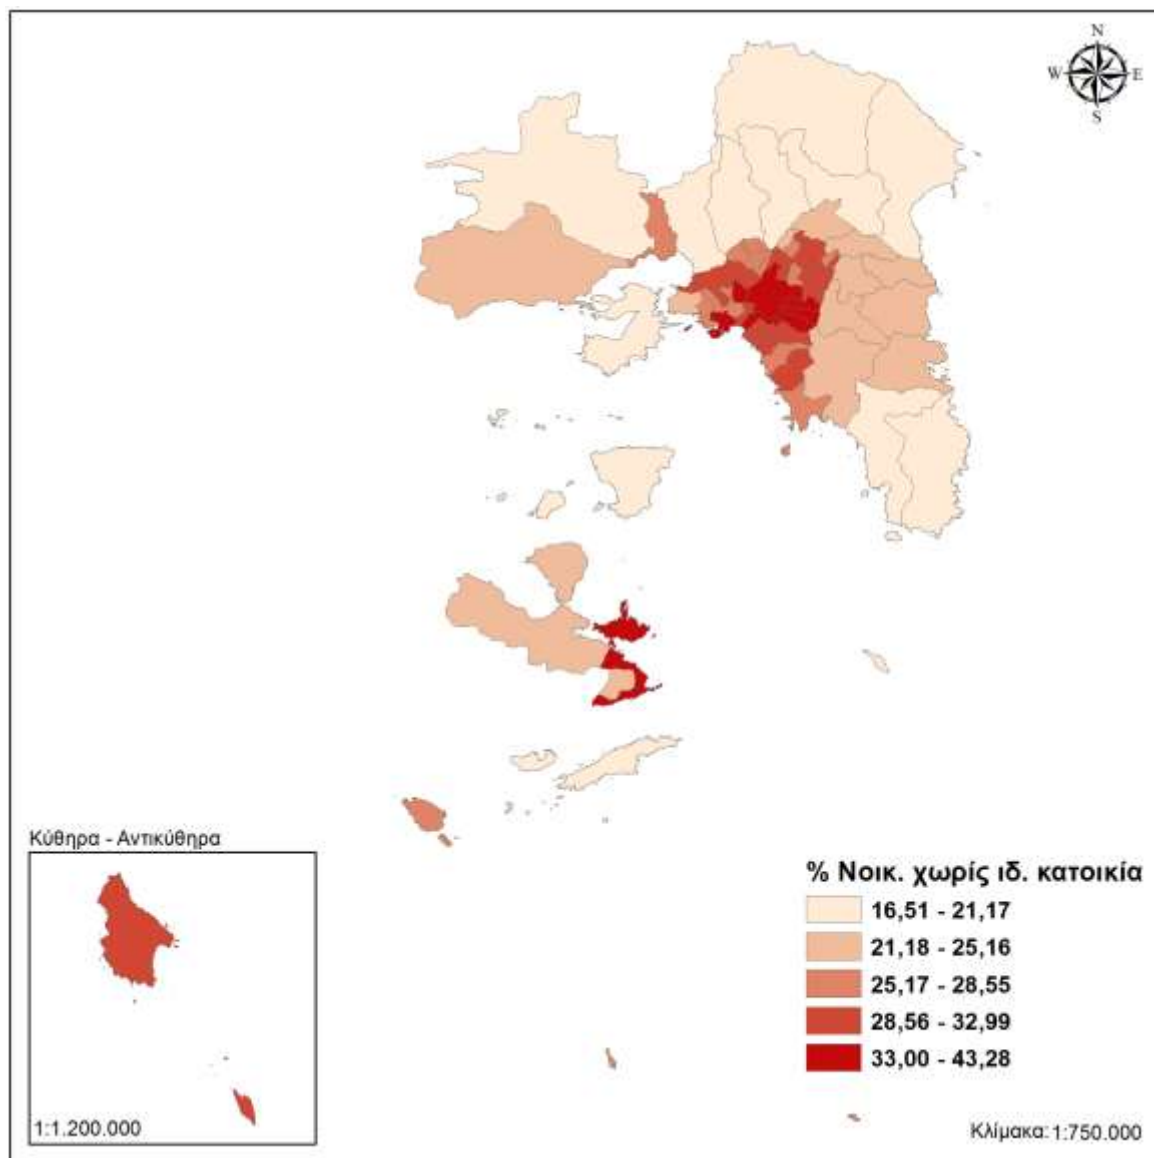 N
W E
S
Κύθηρα - Αντικύθηρα
1:1.200.000
% Νοικ. χωρίς ιδ. κατοικία
16,51 - 21,17
21,18 - 25,16
25,17 - 28,55
28,56 - 32,99
33,00 - 43,28
Κλίμακα: 1:750.000